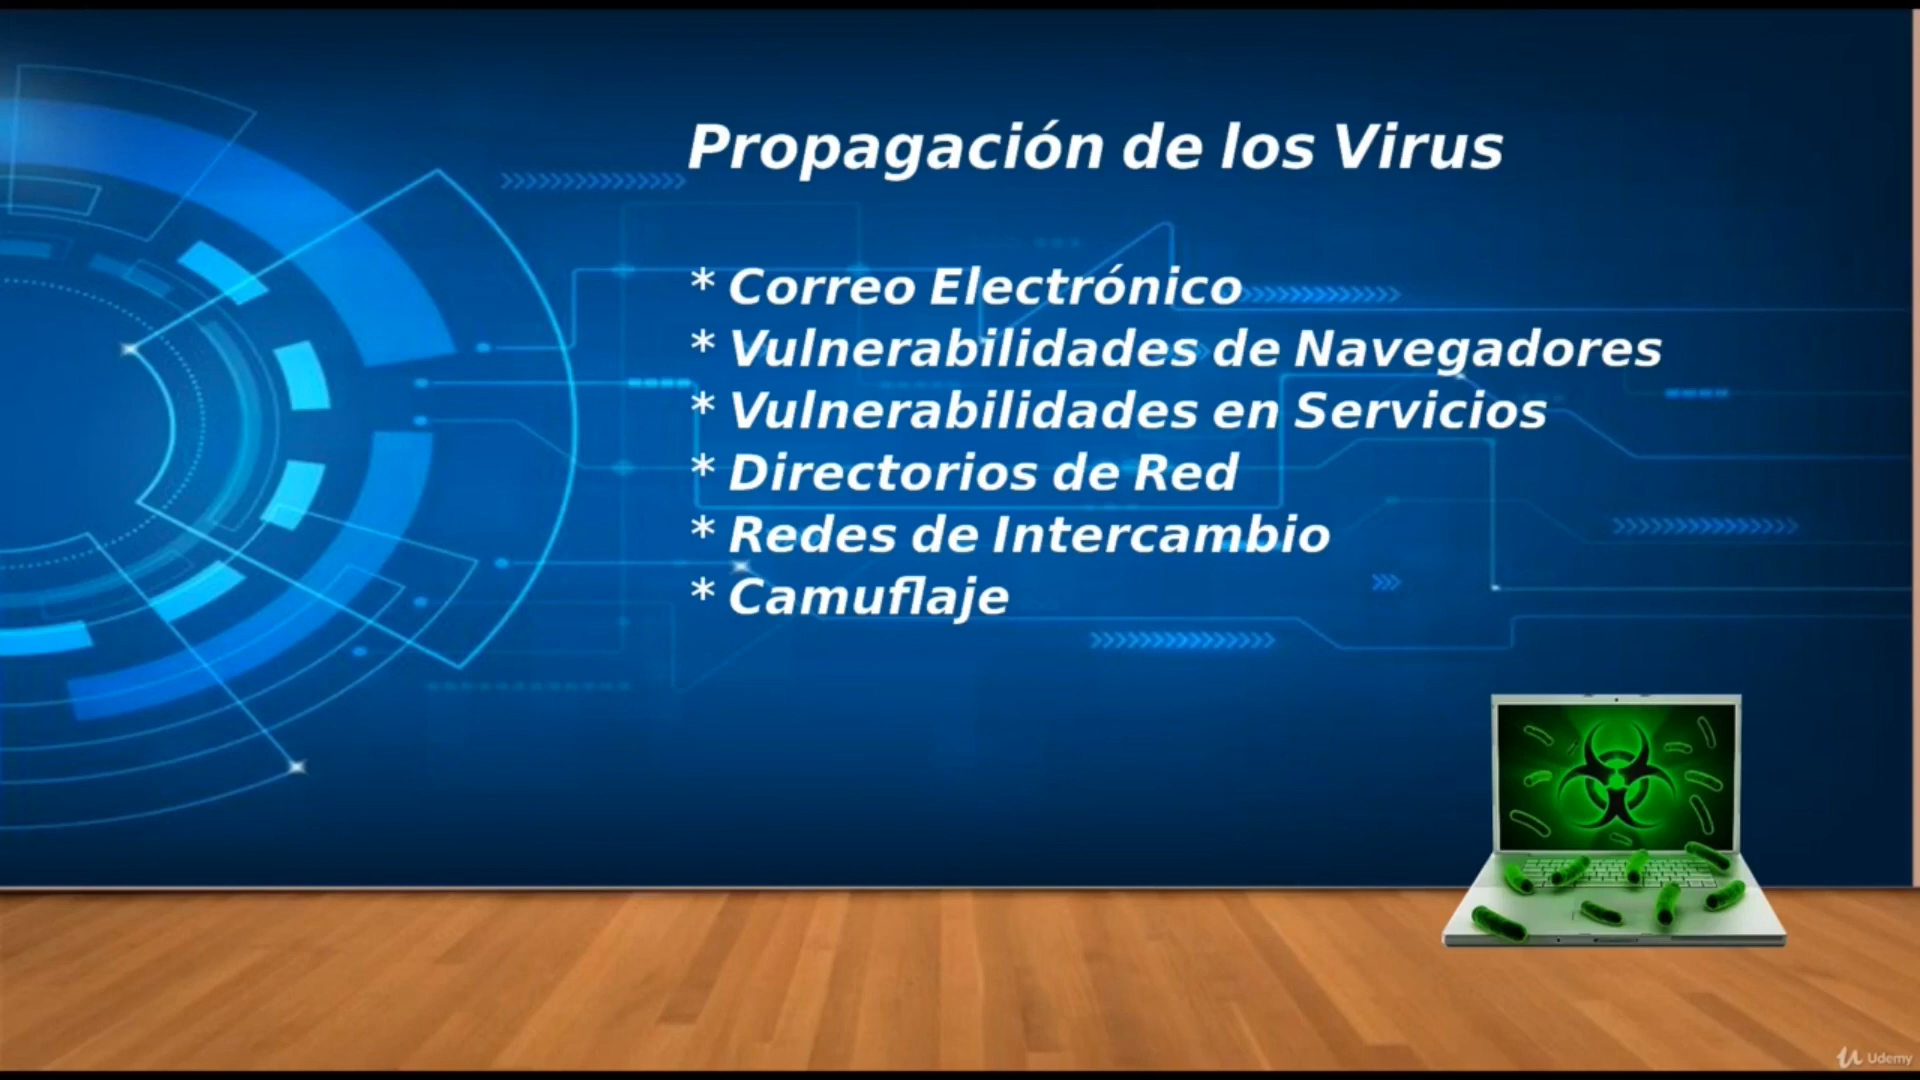 Propagación de los Virus
* Correo Electrónico
* Vulnerabilidades de Navegadores
* Vulnerabilidades en Servicios
* Directorios de Red
* Redes de Intercambio
* Camuflaje
Udemy